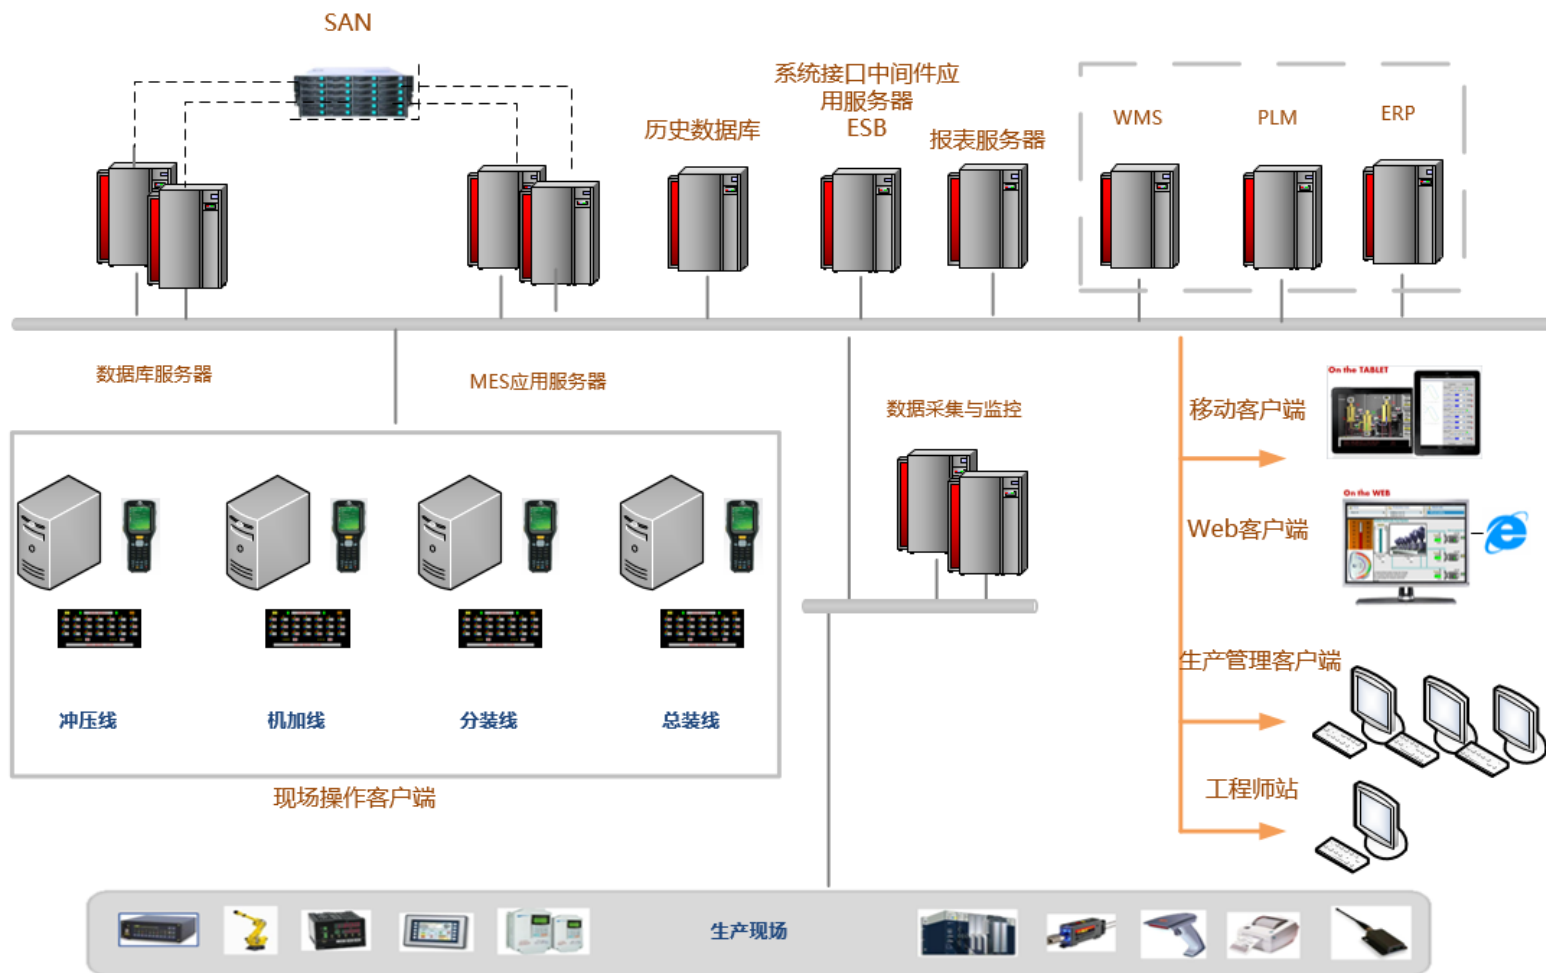 SAN
系统接口中间件应
用服务器
ESB
历史数据库
报表服务器
WMS
PLM
ERP
数据库服务器
MES应用服务器
数据采集与监控
On the TABLET
移动客户端
On the WEB
Web客户端
生产管理客户端
工程师站
冲压线
机加线
分装线
总装线
现场操作客户端
生产现场